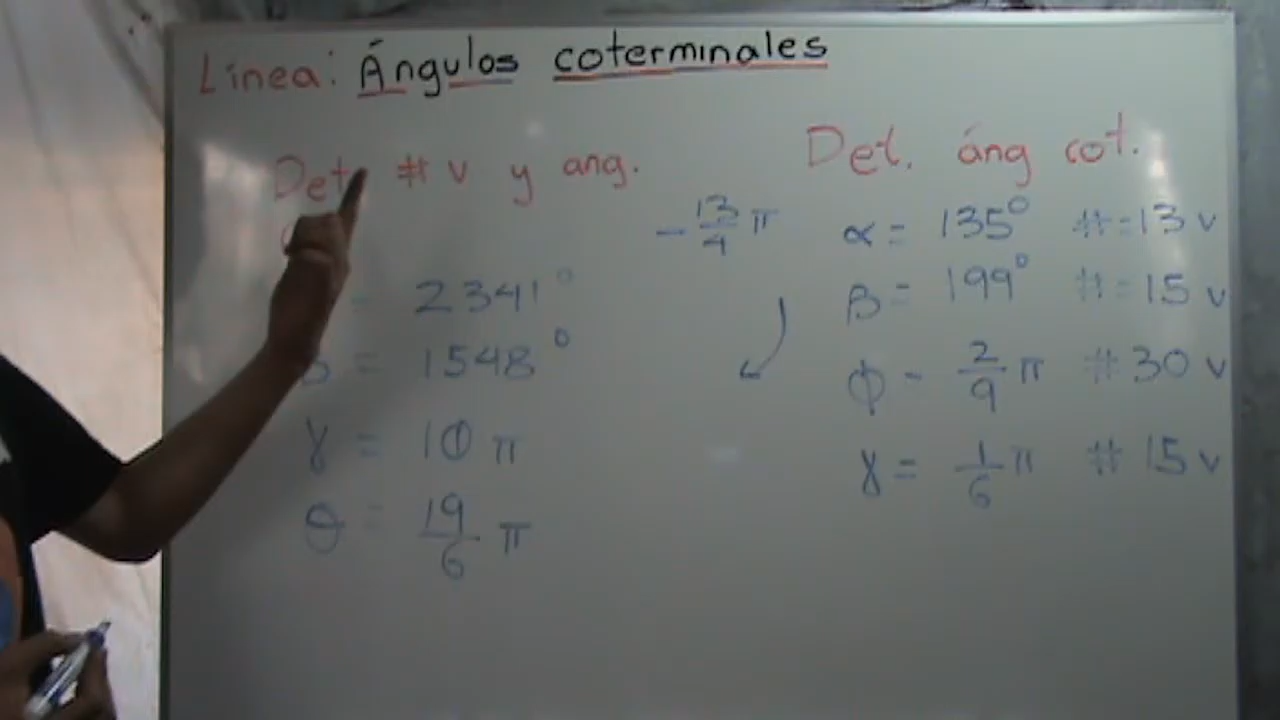 Línea: Ángulos coterminales
Det. # v y ang.
= 2341°
β = 1548°
γ = 10 π
θ = 19/6 π
- 13/4 π
Det. áng cot.
α = 135° # = 13 v
β = 199° # = 15 v
ϕ = 2/9 π # 30 v
γ = 1/6 π # 15 v